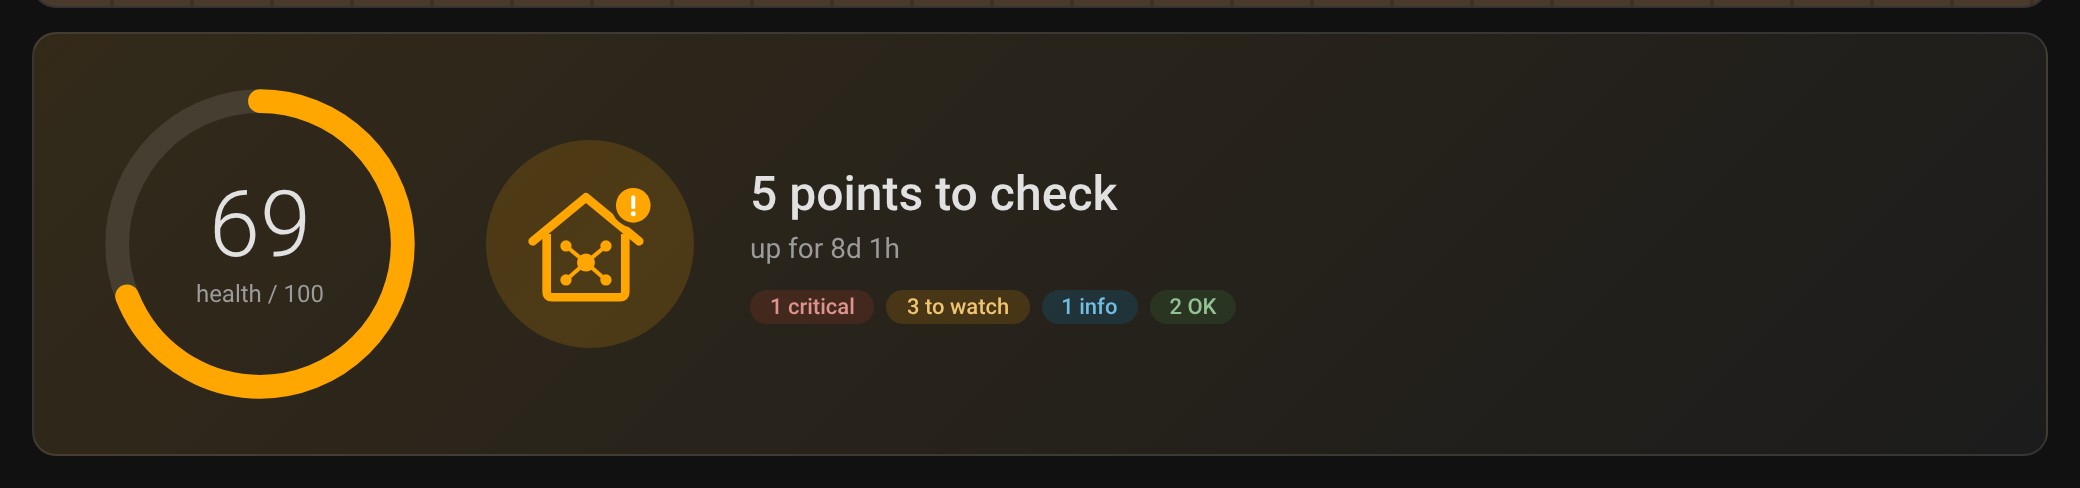 69
health / 100
5 points to check
up for 8d 1h
1 critical
3 to watch
1 info
2 OK